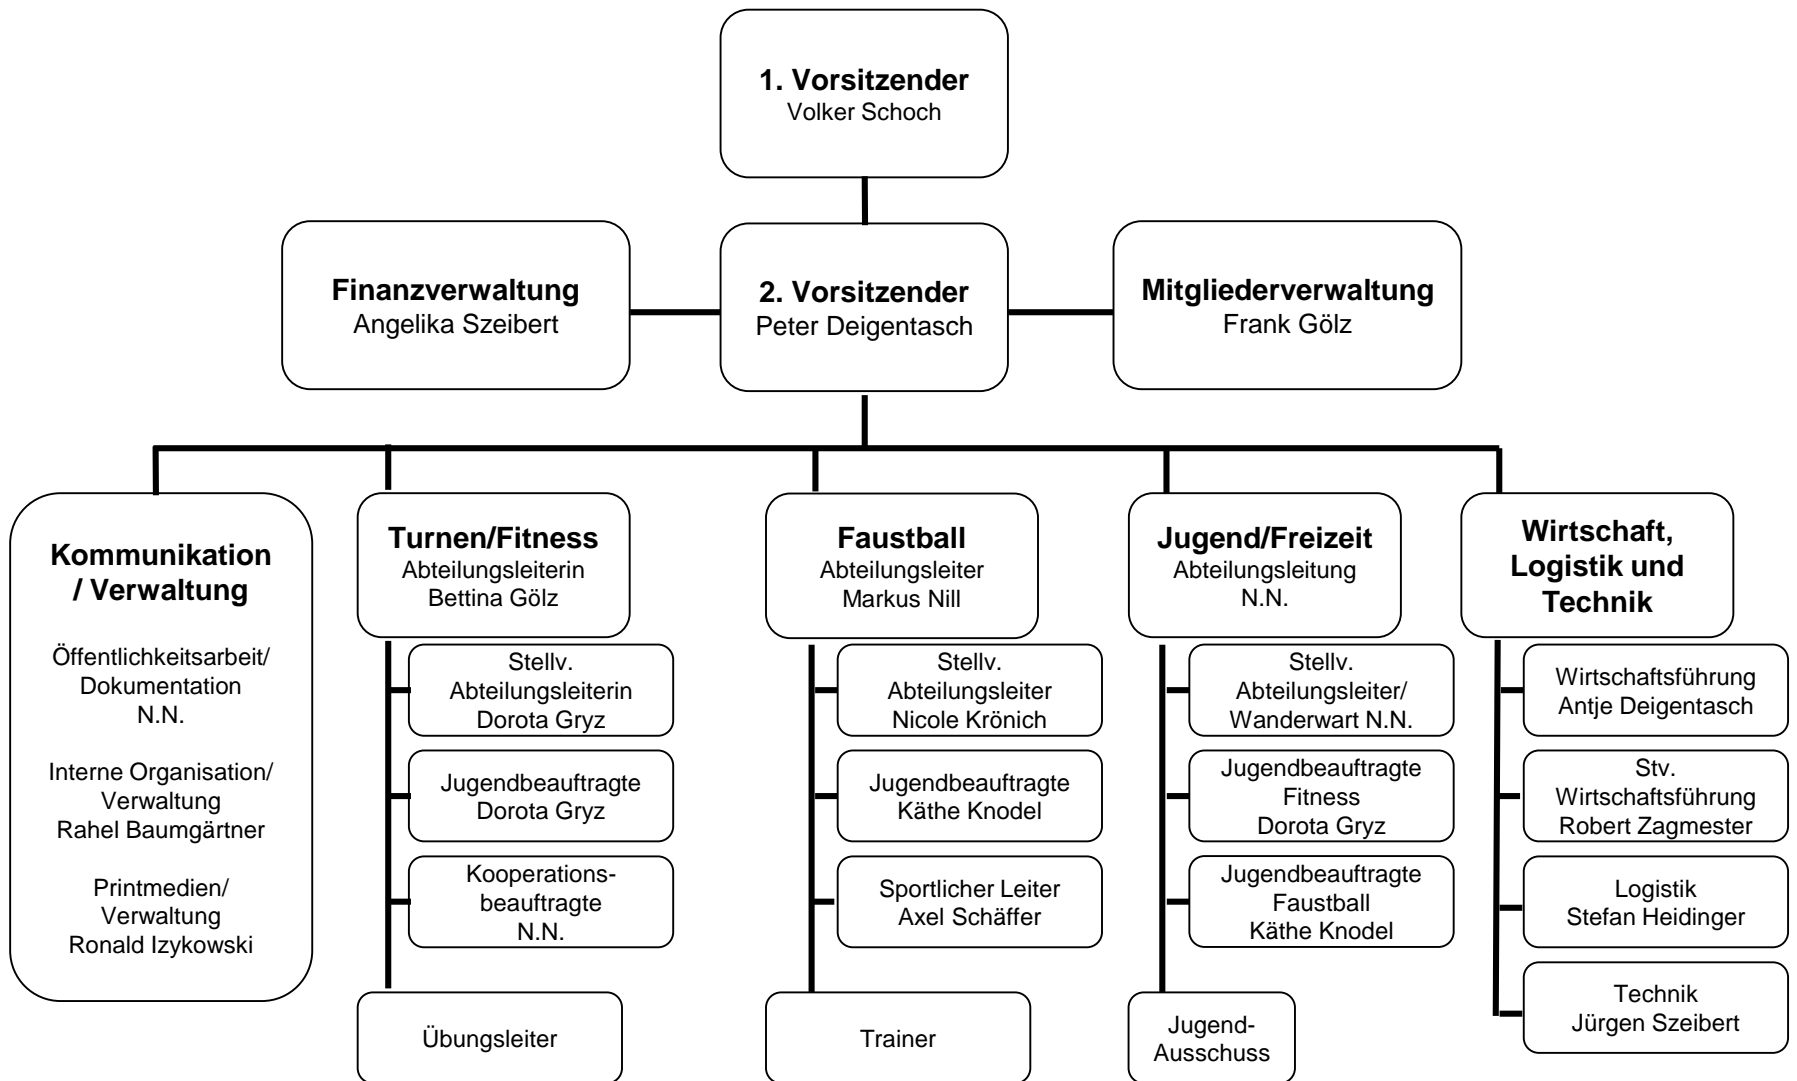 1. Vorsitzender
Volker Schoch
Finanzverwaltung
Angelika Szeibert
2. Vorsitzender
Peter Deigentasch
Mitgliederverwaltung
Frank Gölz
Kommunikation
/ Verwaltung
Öffentlichkeitsarbeit/
Dokumentation
N.N.
Interne Organisation/
Verwaltung
Rahel Baumgärtner
Printmedien/
Verwaltung
Ronald Izykowski
Turnen/Fitness
Abteilungsleiterin
Bettina Gölz
Stellv.
Abteilungsleiterin
Dorota Gryz
Jugendbeauftragte
Dorota Gryz
Kooperations-
beauftragte
N.N.
Übungsleiter
Faustball
Abteilungsleiter
Markus Nill
Stellv.
Abteilungsleiter
Nicole Krönich
Jugendbeauftragte
Käthe Knodel
Sportlicher Leiter
Axel Schäffer
Trainer
Jugend/Freizeit
Abteilungsleitung
N.N.
Stellv.
Abteilungsleiter/
Wanderwart N.N.
Jugendbeauftragte
Fitness
Dorota Gryz
Jugendbeauftragte
Faustball
Käthe Knodel
Jugend-
Ausschuss
Wirtschaft,
Logistik und
Technik
Wirtschaftsführung
Antje Deigentasch
Stv.
Wirtschaftsführung
Robert Zagmester
Logistik
Stefan Heidinger
Technik
Jürgen Szeibert